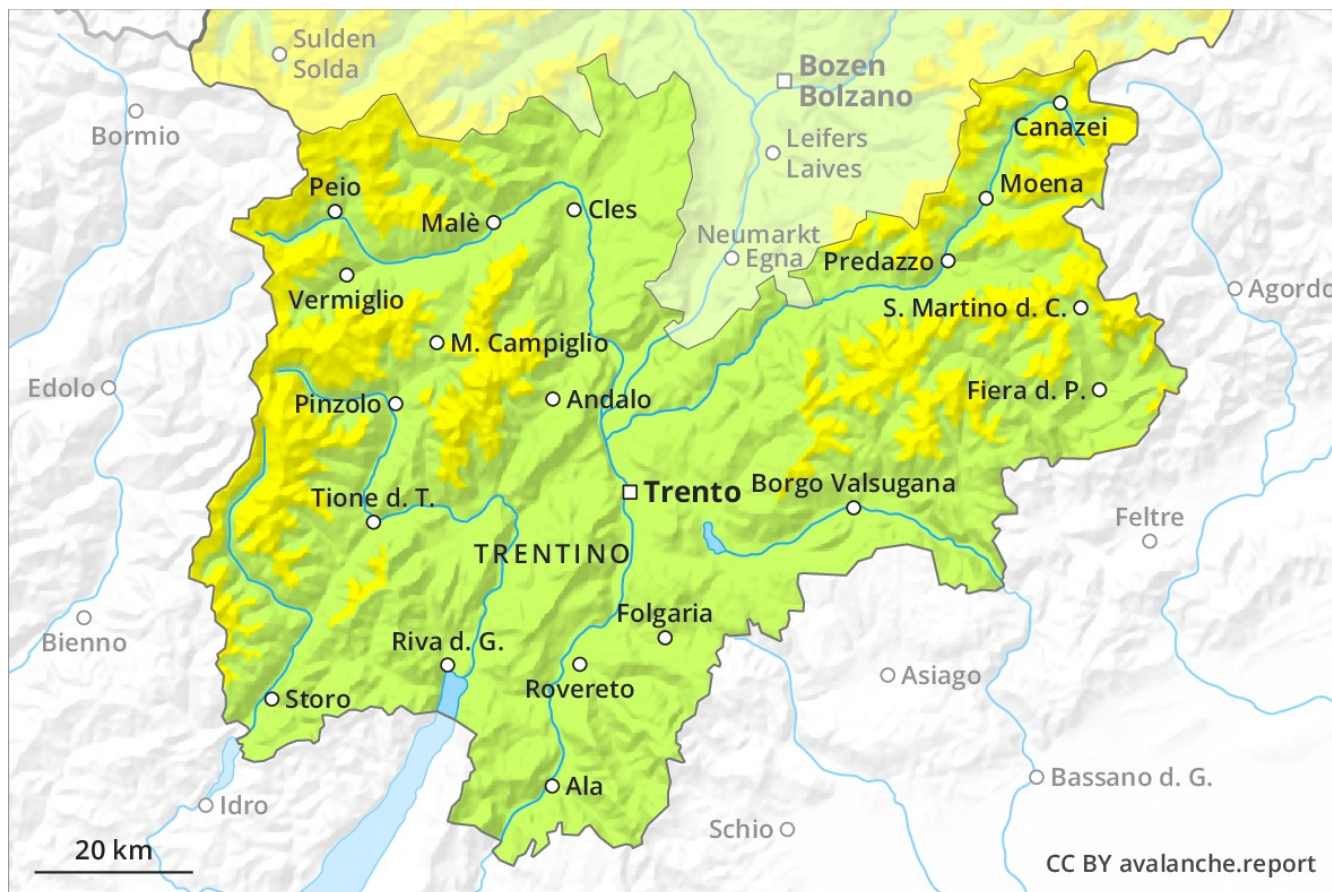 Sulden
Solda
Bozen
Bolzano
Bormio
Canazei
Leifers
Laives
Peio
Moena
Malè
Cles
Neumarkt
Egna
Predazzo
Vermiglio
Agordo
S. Martino d. C.
M. Campiglio
Edolo
Fiera d. P.
Pinzolo
Andalo
Borgo Valsugana
Trento
Tione d. T.
Feltre
TRENTINO
Folgaria
Bienno
Riva d. G.
Asiago
Rovereto
Storo
Bassano d. G.
Ala
Idro
Schio
20 km
CC BY avalanche.report